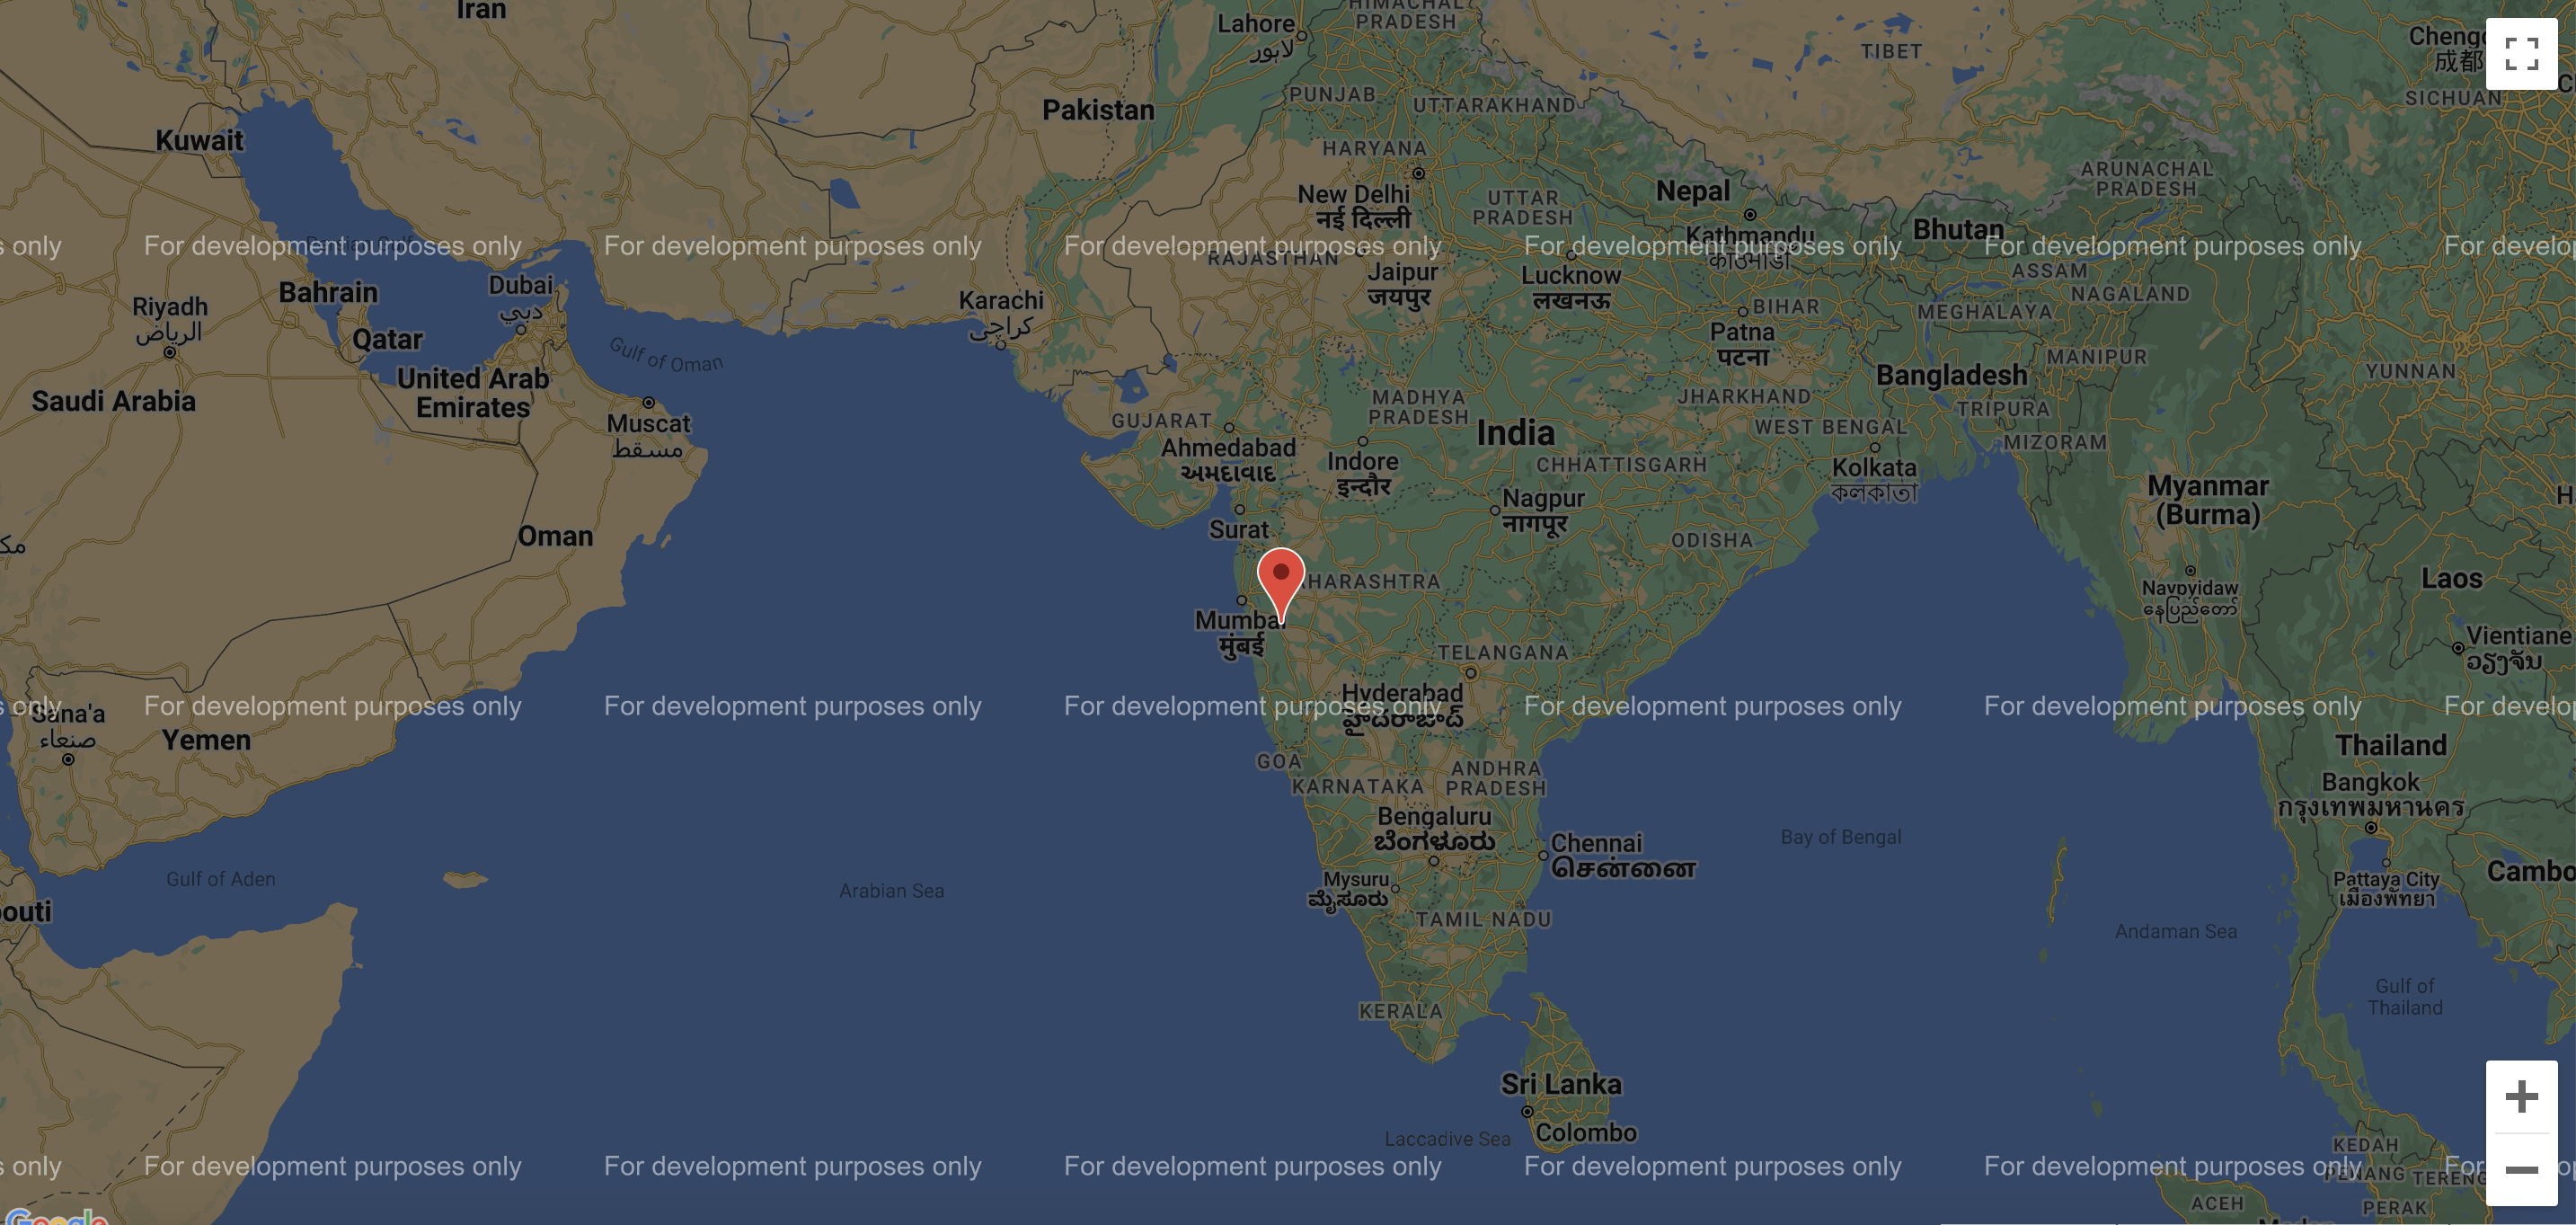 Iran
Lahore
لاہور
HIMACHAL
PRADESH
TIBET
成都
SICHUAN
PUNJAB
UTTARAKHAND
Pakistan
Kuwait
HARYANA
ARUNACHAL
PRADESH
New Delhi
नई दिल्ली
UTTAR
PRADESH
Nepal
Kathmandu
Bhutan
s only
For development purposes only
For development purposes only
For development purposes only
For development purposes only
For development purposes only
RAJASTHAN
Jaipur
जयपुर
Lucknow
लखनऊ
ASSAM
NAGALAND
Bahrain
Dubai
دبي
Riyadh
الرياض
Karachi
کراچی
BIHAR
MEGHALAYA
Patna
पटना
Qatar
Gulf of Oman
MANIPUR
YUNNAN
United Arab
Emirates
Bangladesh
Saudi Arabia
MADHYA
PRADESH
JHARKHAND
TRIPURA
Muscat
مسقط
GUJARAT
India
WEST BENGAL
MIZORAM
Ahmedabad
અમદાવાદ
Indore
इन्दौर
CHHATTISGARH
Kolkata
কলকাতা
Nagpur
नागपूर
Myanmar
(Burma)
Oman
Surat
ODISHA
HARASHTRA
Laos
Naypyidaw
နေပြည်တော်
Mumbai
मुंबई
Vientiane
ວຽງຈັນ
TELANGANA
Hyderabad
హైదరాబాద్
s only
For development purposes only
For development purposes only
For development purposes only
For development purposes only
For development purposes only
Sana'a
صنعاء
Yemen
Thailand
GOA
KARNATAKA
ANDHRA
PRADESH
Bangkok
กรุงเทพมหานคร
Bengaluru
ಬೆಂಗಳೂರು
Bay of Bengal
Chennai
சென்னை
Gulf of Aden
Arabian Sea
Mysuru
ಮೈಸೂರು
Pattaya City
เมืองพัทยา
Cambo
outi
TAMIL NADU
Andaman Sea
Gulf of
Thailand
KERALA
Sri Lanka
Colombo
Laccadive Sea
KEDAH
s only
For development purposes only
For development purposes only
For development purposes only
For development purposes only
For development purposes only
PENANG
TERENG
ACEH
PERAK
Google